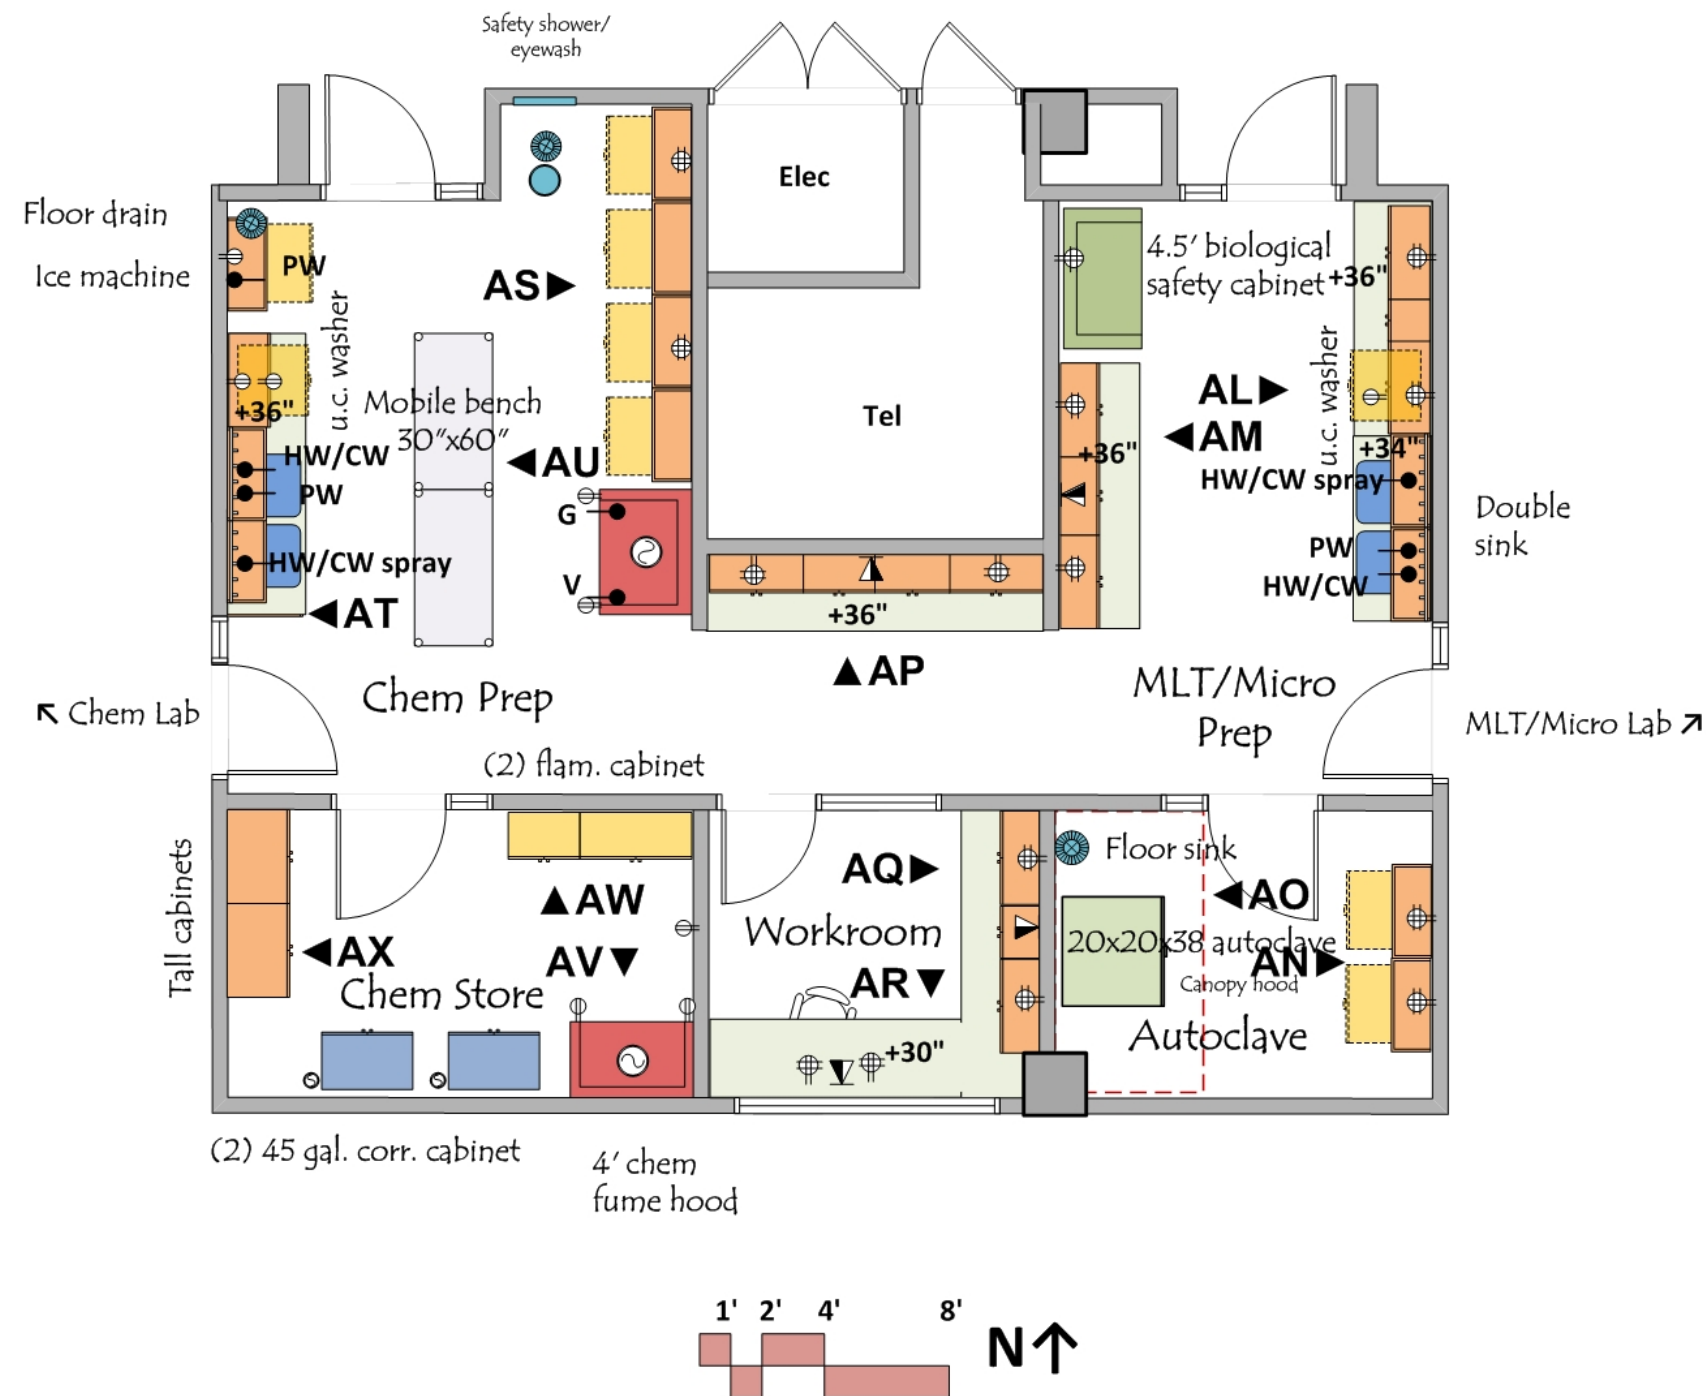 Safety shower/
eyewash
Elec
Floor drain
Ice machine
PW
AS
4.5' biological
safety cabinet
+36"
u.c. washer
u.c. washer
Mobile bench
30"x60"
+36"
Tel
AL
AM
+36"
+34"
HW/CW
PW
AU
HW/CW spray
G
V
HW/CW spray
PW
HW/CW
Double
sink
AT
+36"
AP
Chem Prep
MLT/Micro
Prep
Chem Lab
MLT/Micro Lab
(2) flam. cabinet
Tall cabinets
AW
AX
AV
Chem Store
AQ
Workroom
AR
+30"
Floor sink
AO
20x20x38 autoclave
AN
Canopy hood
Autoclave
(2) 45 gal. corr. cabinet
4' chem
fume hood
1' 2' 4' 8'
N